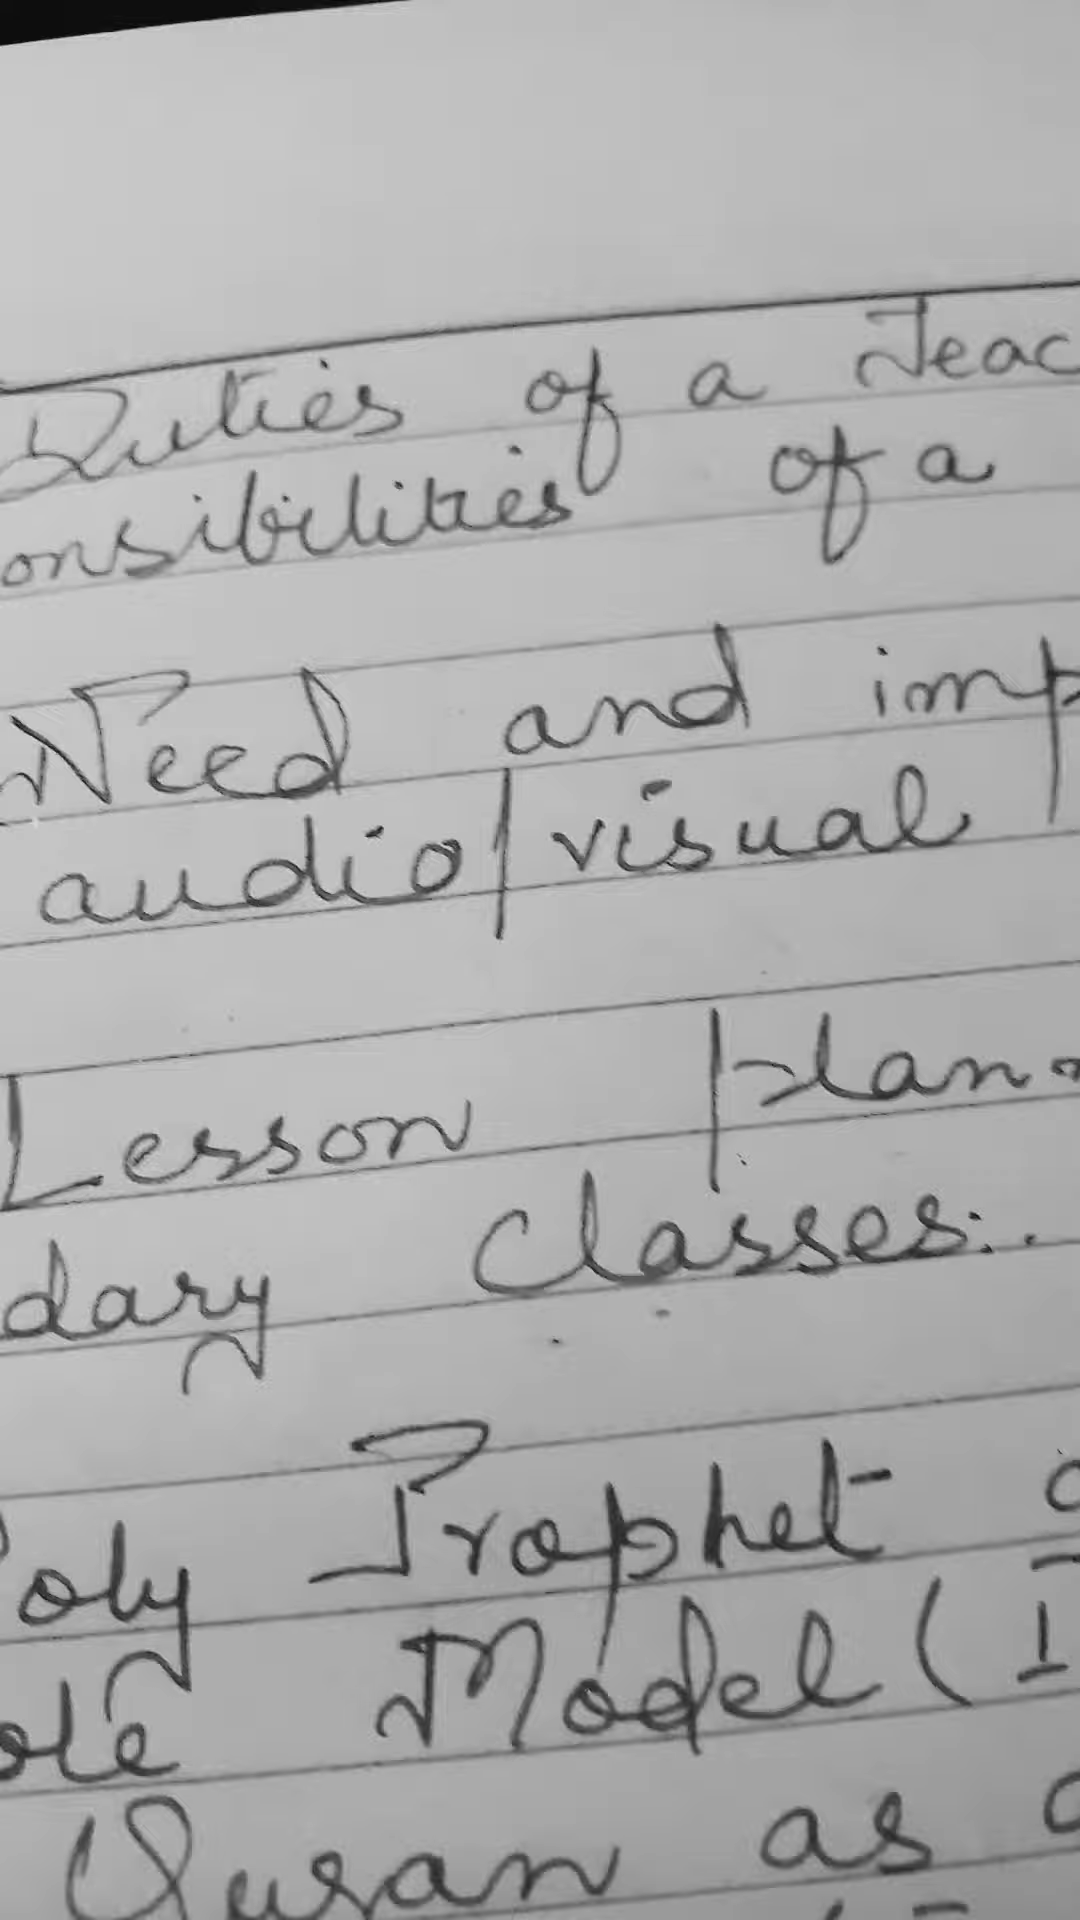 Duties of a Teac
onsibilities of a
Need and imp
audio/visual
Lesson Plann
dary Classes..
oly Prophet a
ole Model (I
Quran as a